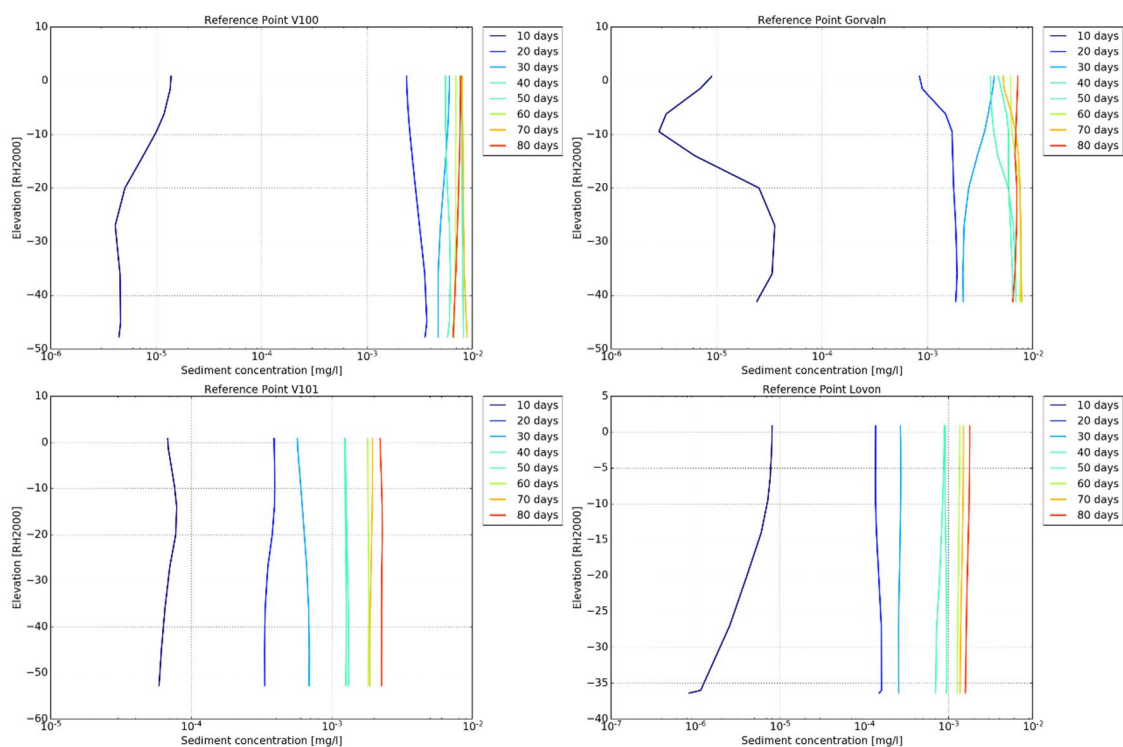 Reference Point V100
Elevation [RH2000]
10
0
−10
−20
−30
−40
−50
10⁻⁶
10⁻⁵
10⁻⁴
10⁻³
10⁻²
Sediment concentration [mg/l]
10 days
20 days
30 days
40 days
50 days
60 days
70 days
80 days
Reference Point Gorvaln
Elevation [RH2000]
10
0
−10
−20
−30
−40
−50
10⁻⁶
10⁻⁵
10⁻⁴
10⁻³
10⁻²
Sediment concentration [mg/l]
10 days
20 days
30 days
40 days
50 days
60 days
70 days
80 days
Reference Point V101
Elevation [RH2000]
10
0
−10
−20
−30
−40
−50
−60
10⁻⁵
10⁻⁴
10⁻³
10⁻²
Sediment concentration [mg/l]
10 days
20 days
30 days
40 days
50 days
60 days
70 days
80 days
Reference Point Lovon
Elevation [RH2000]
5
0
−5
−10
−15
−20
−25
−30
−35
−40
10⁻⁷
10⁻⁶
10⁻⁵
10⁻⁴
10⁻³
10⁻²
Sediment concentration [mg/l]
10 days
20 days
30 days
40 days
50 days
60 days
70 days
80 days